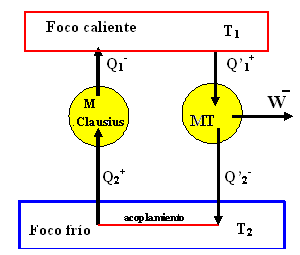 Foco caliente
T₁
Q₁⁻
Q'₁⁺
M
Clausius
MT
W⁻
Q₂⁺
Q'₂⁻
acoplamiento
Foco frío
T₂